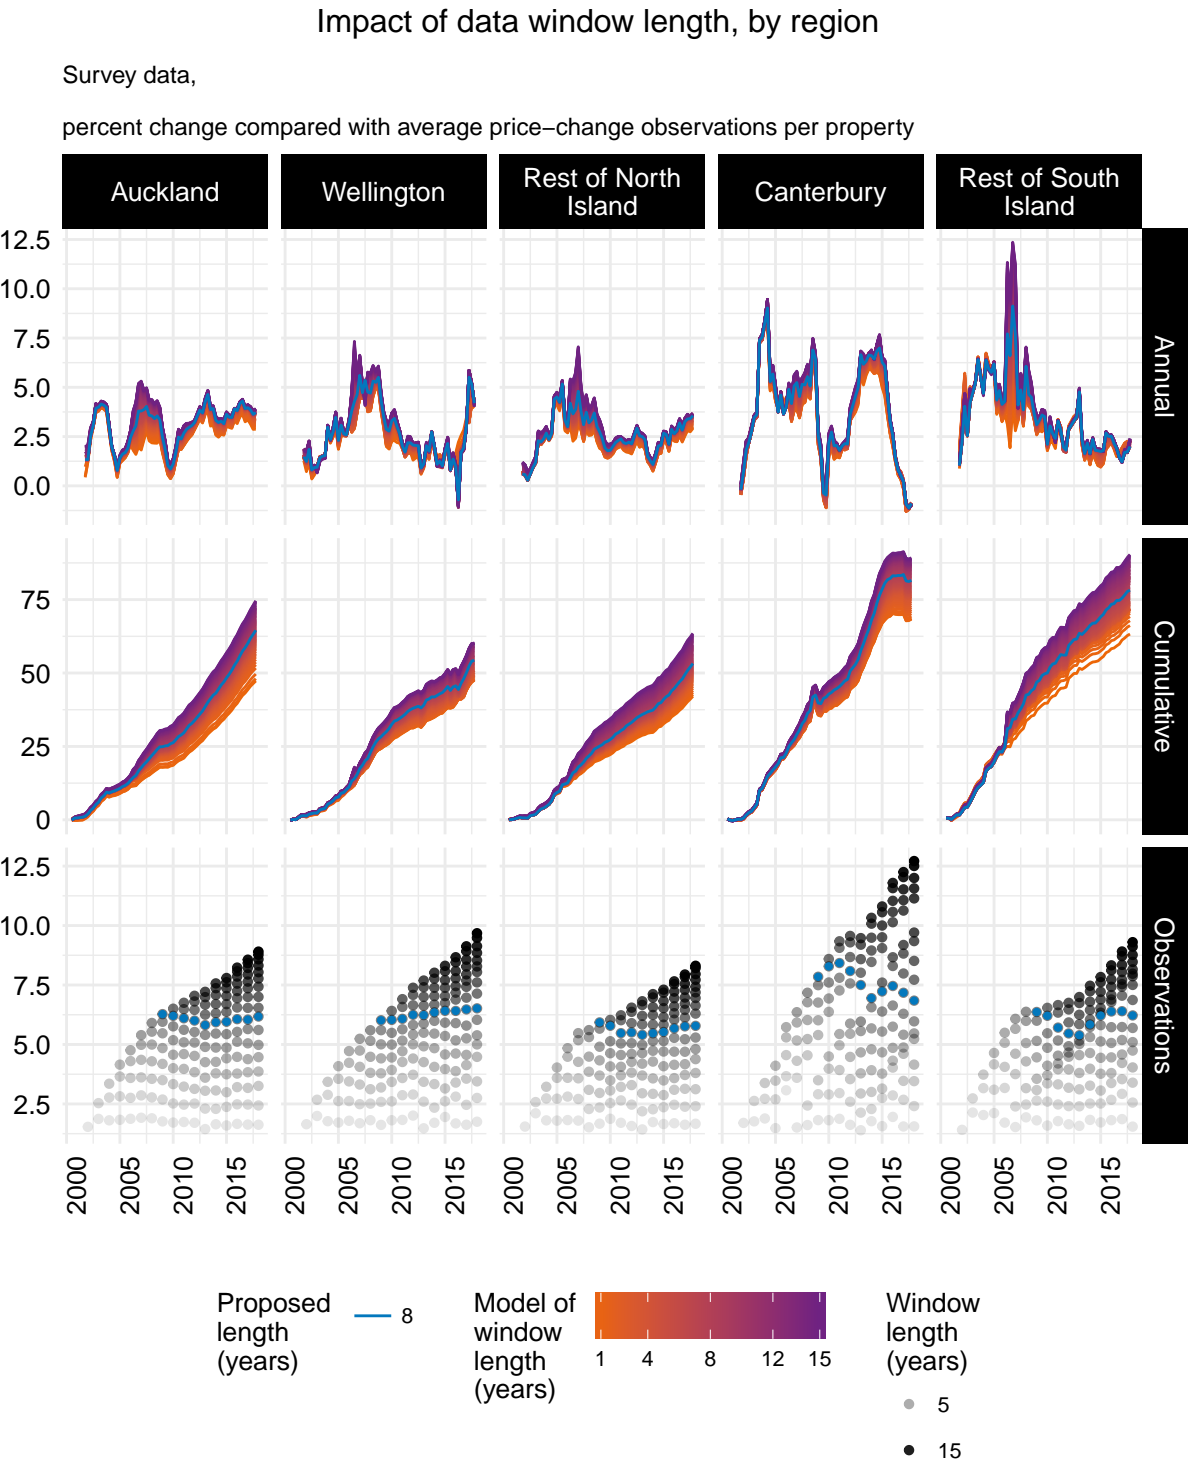 Impact of data window length, by region
Survey data,
percent change compared with average price−change observations per property
Auckland
Wellington
Rest of North
Island
Canterbury
Rest of South
Island
12.5
10.0
7.5
5.0
2.5
0.0
Annual
75
50
25
0
Cumulative
12.5
10.0
7.5
5.0
2.5
Observations
2000 2005 2010 2015
2000 2005 2010 2015
2000 2005 2010 2015
2000 2005 2010 2015
2000 2005 2010 2015
Proposed
length
(years)
8
Model of
window
length
(years)
1 4 8 12 15
Window
length
(years)
5
15